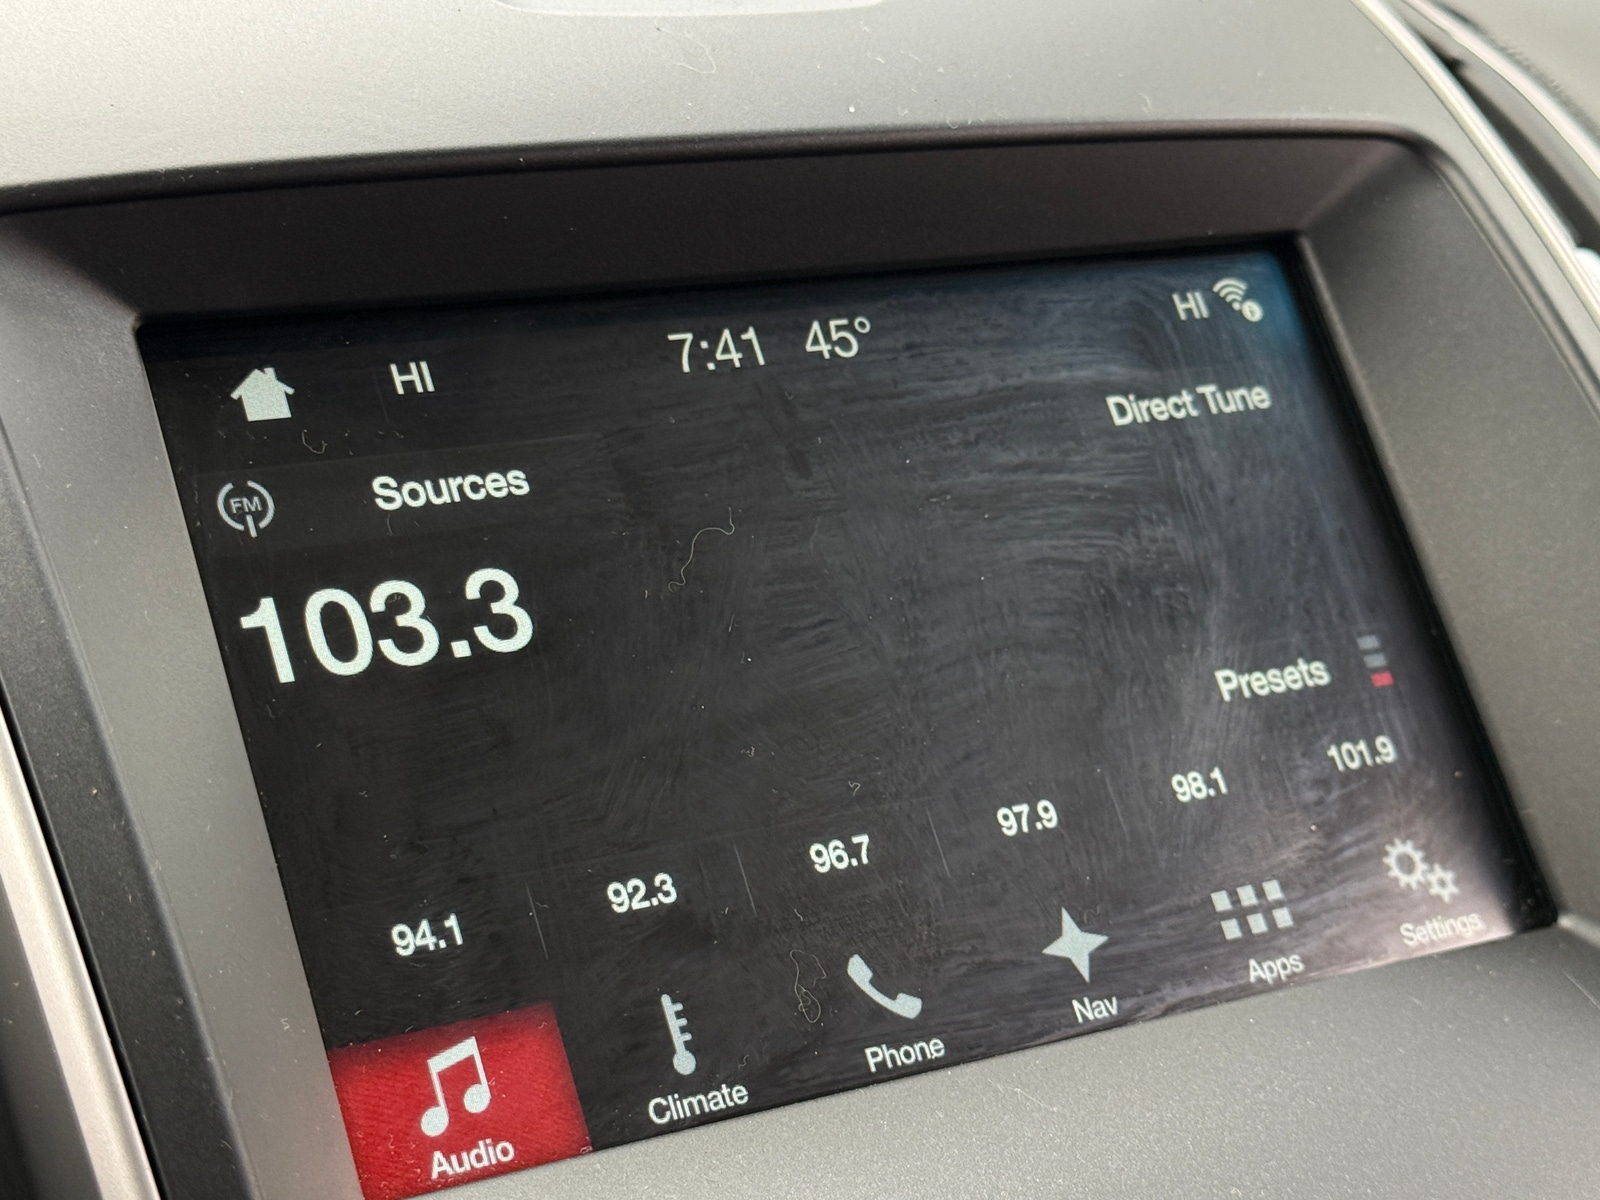 HI 7:41 45° HI
Direct Tune
FM Sources
103.3
Presets
94.1 92.3 96.7 97.9 98.1 101.9
Audio Climate Phone Nav Apps Settings